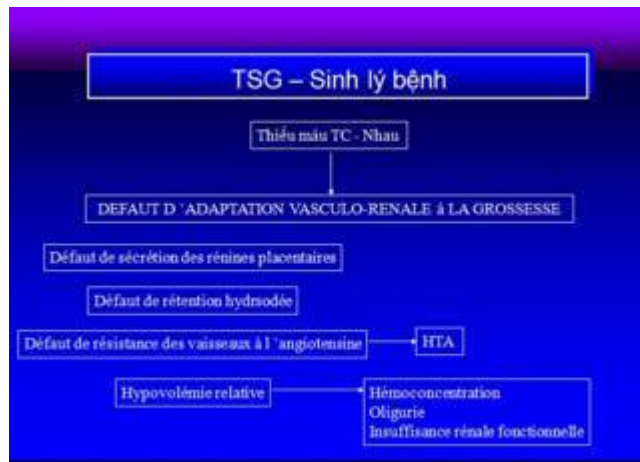 TSG – Sinh lý bệnh
Thiếu máu TC - Nhau
DEFAUT D 'ADAPTATION VASCULO-RENALE à LA GROSSESSE
Défaut de sécrétion des rénines placentaires
Défaut de rétention hydrsodée
Défaut de résistance des vaisseaux à l 'angiotensine
HTA
Hypovolémie relative
Hémoconcentration
Oligurie
Insuffisance rénale fonctionnelle